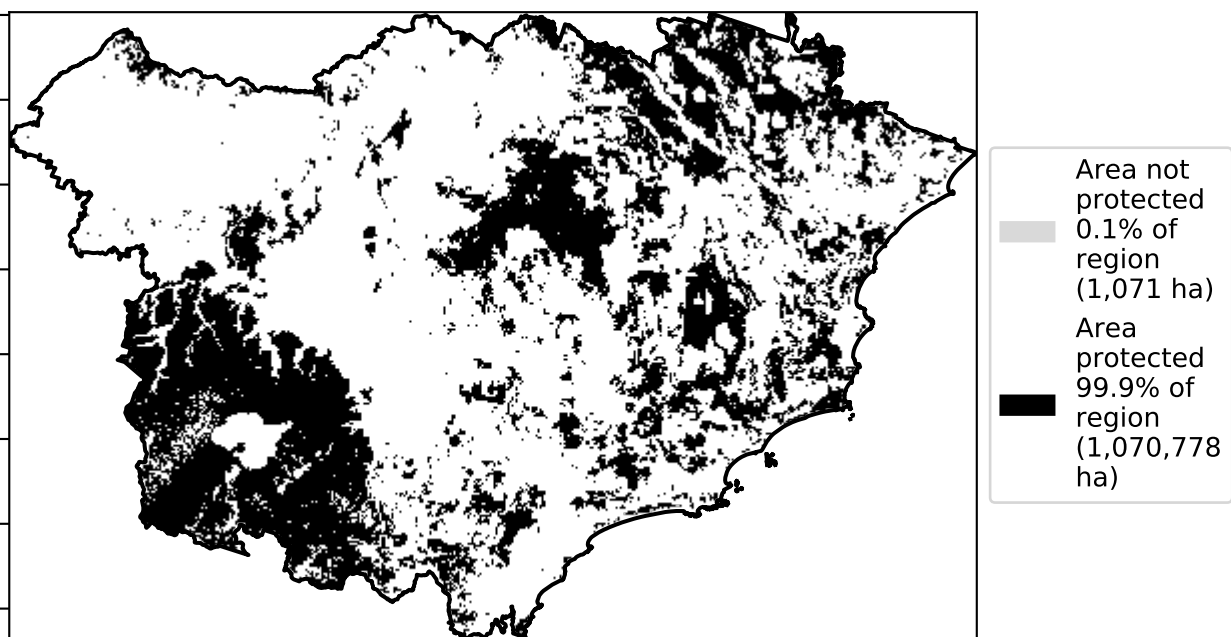 Area not
protected
0.1% of
region
(1,071 ha)
Area
protected
99.9% of
region
(1,070,778
ha)